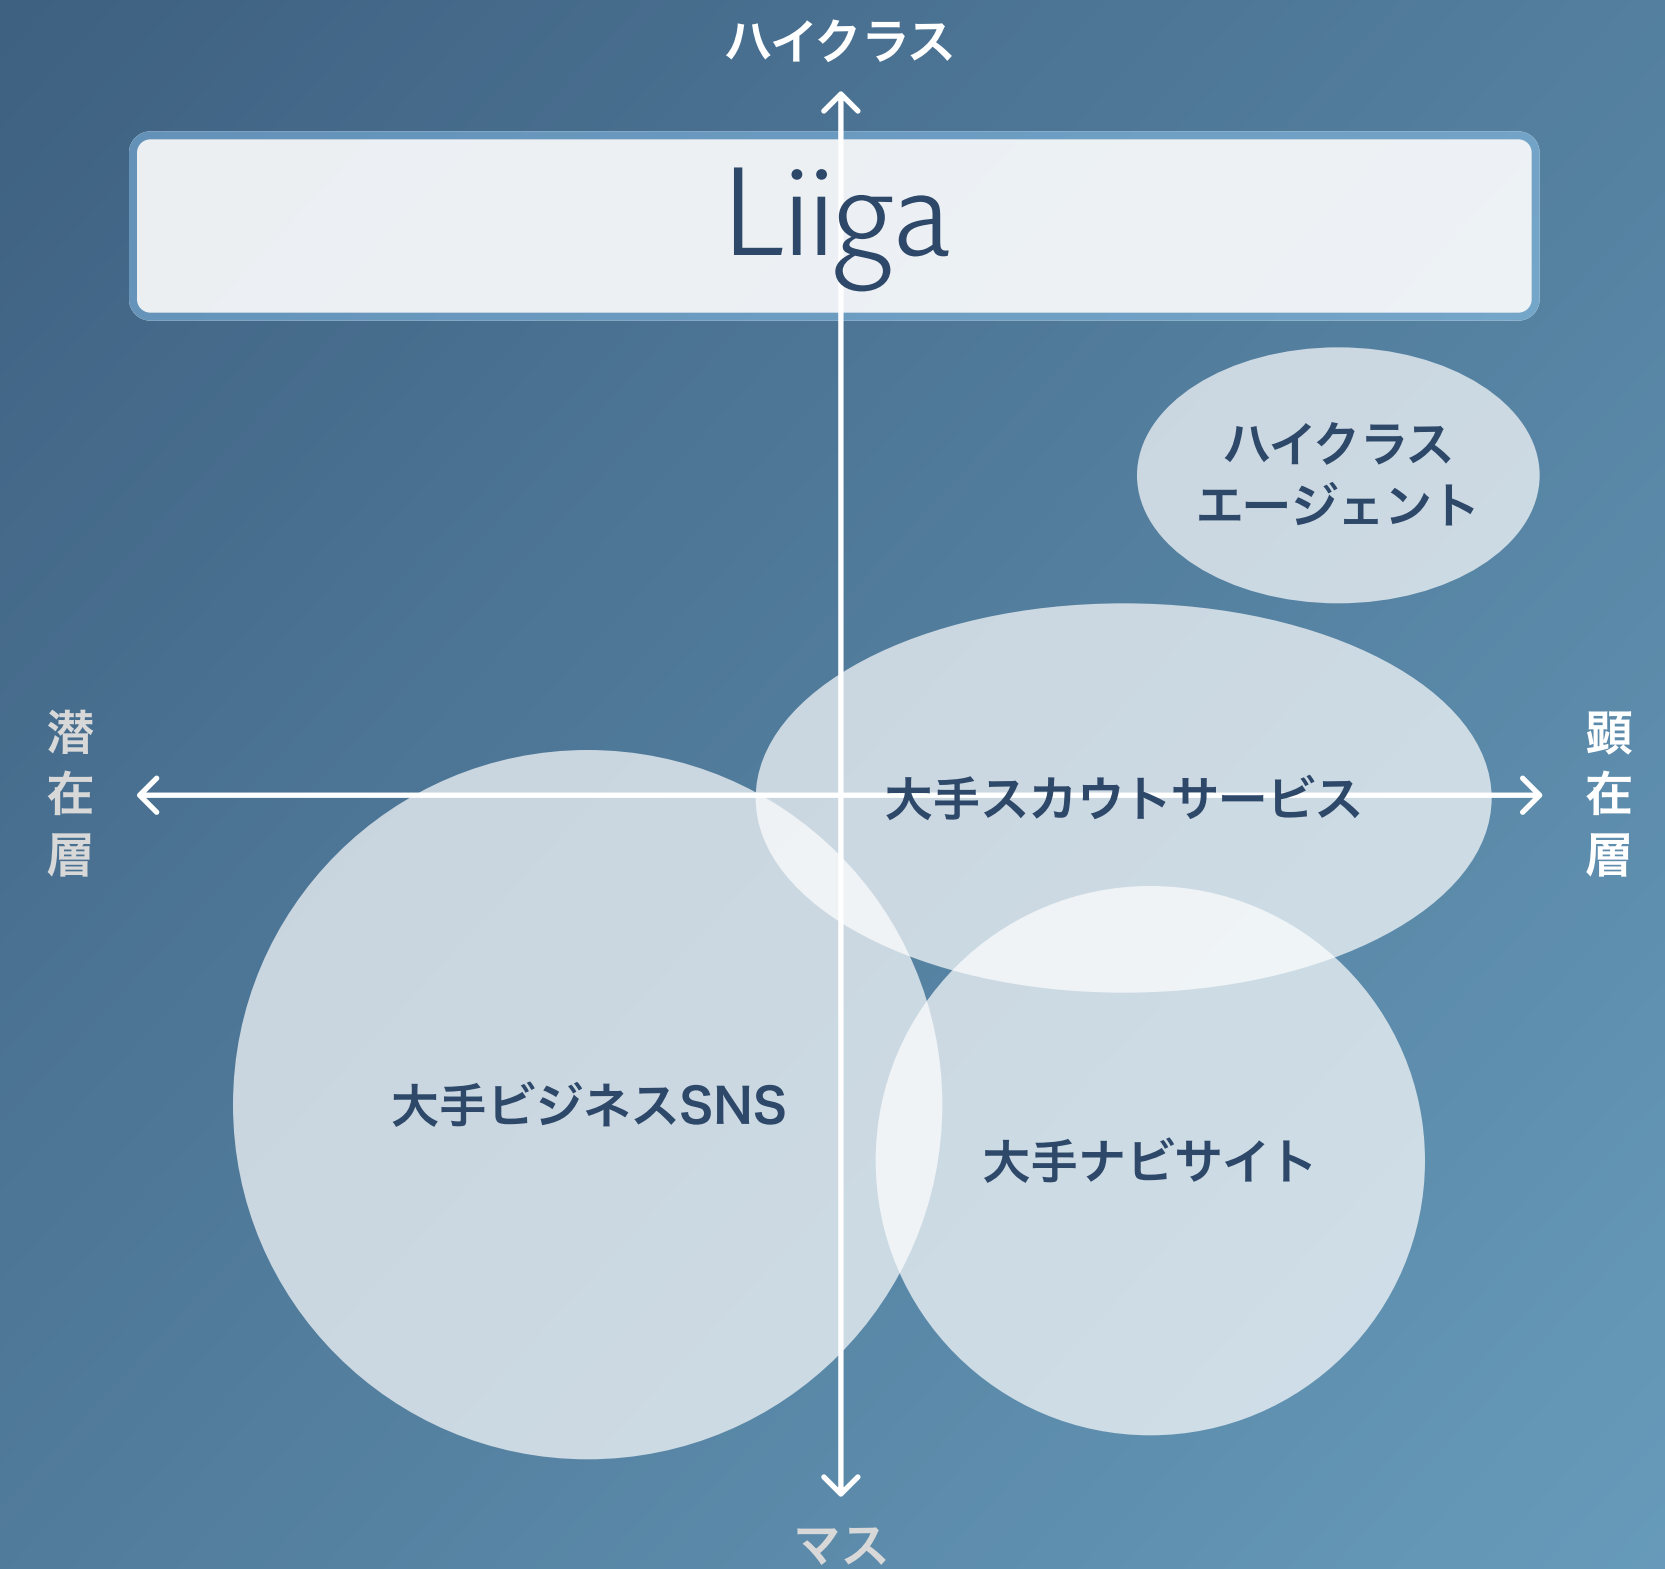 ハイクラス
Liiga
ハイクラス
エージェント
潜在層
大手スカウトサービス
顕在層
大手ビジネスSNS
大手ナビサイト
マス